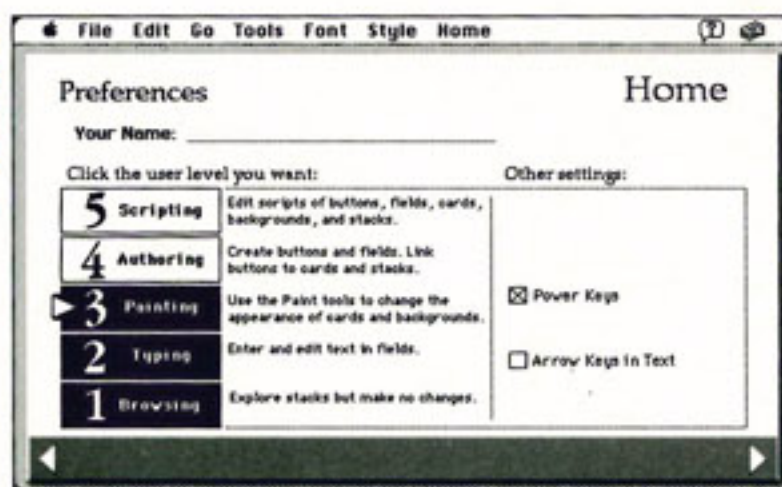 File Edit Go Tools Font Style Home
Preferences
Home
Your Name:
Click the user level you want:
Other settings:
5 Scripting
Edit scripts of buttons, fields, cards,
backgrounds, and stacks.
4 Authoring
Create buttons and fields. Link
buttons to cards and stacks.
3 Painting
Use the Paint tools to change the
appearance of cards and backgrounds.
Power Keys
2 Typing
Enter and edit text in fields.
Arrow Keys in Text
1 Browsing
Explore stacks but make no changes.